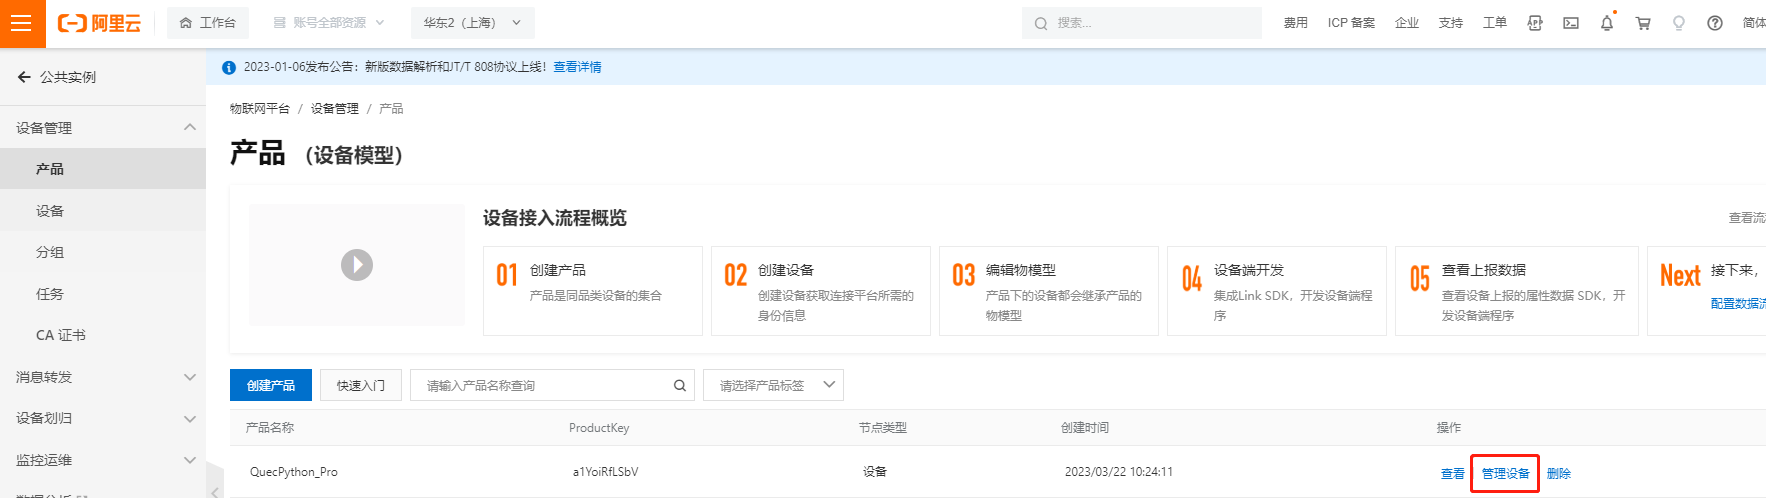 阿里云
工作台
账号全部资源
华东2（上海）
搜索...
费用
ICP 备案
企业
支持
工单
简体
公共实例
2023-01-06发布公告：新版数据解析和JT/T 808协议上线！查看详情
物联网平台 / 设备管理 / 产品
设备管理
产品
设备
分组
任务
CA 证书
消息转发
设备划归
监控运维
产品 （设备模型）
设备接入流程概览
查看流
01 创建产品
产品是同品类设备的集合
02 创建设备
创建设备获取连接平台所需的
身份信息
03 编辑物模型
产品下的设备都会继承产品的
物模型
04 设备端开发
集成Link SDK，开发设备端程
序
05 查看上报数据
查看设备上报的属性数据 SDK，开
发设备端程序
Next 接下来，
配置数据流
创建产品
快速入门
请输入产品名称查询
请选择产品标签
产品名称 ProductKey 节点类型 创建时间 操作
QuecPython_Pro a1YoiRfLSbV 设备 2023/03/22 10:24:11 查看 管理设备 删除